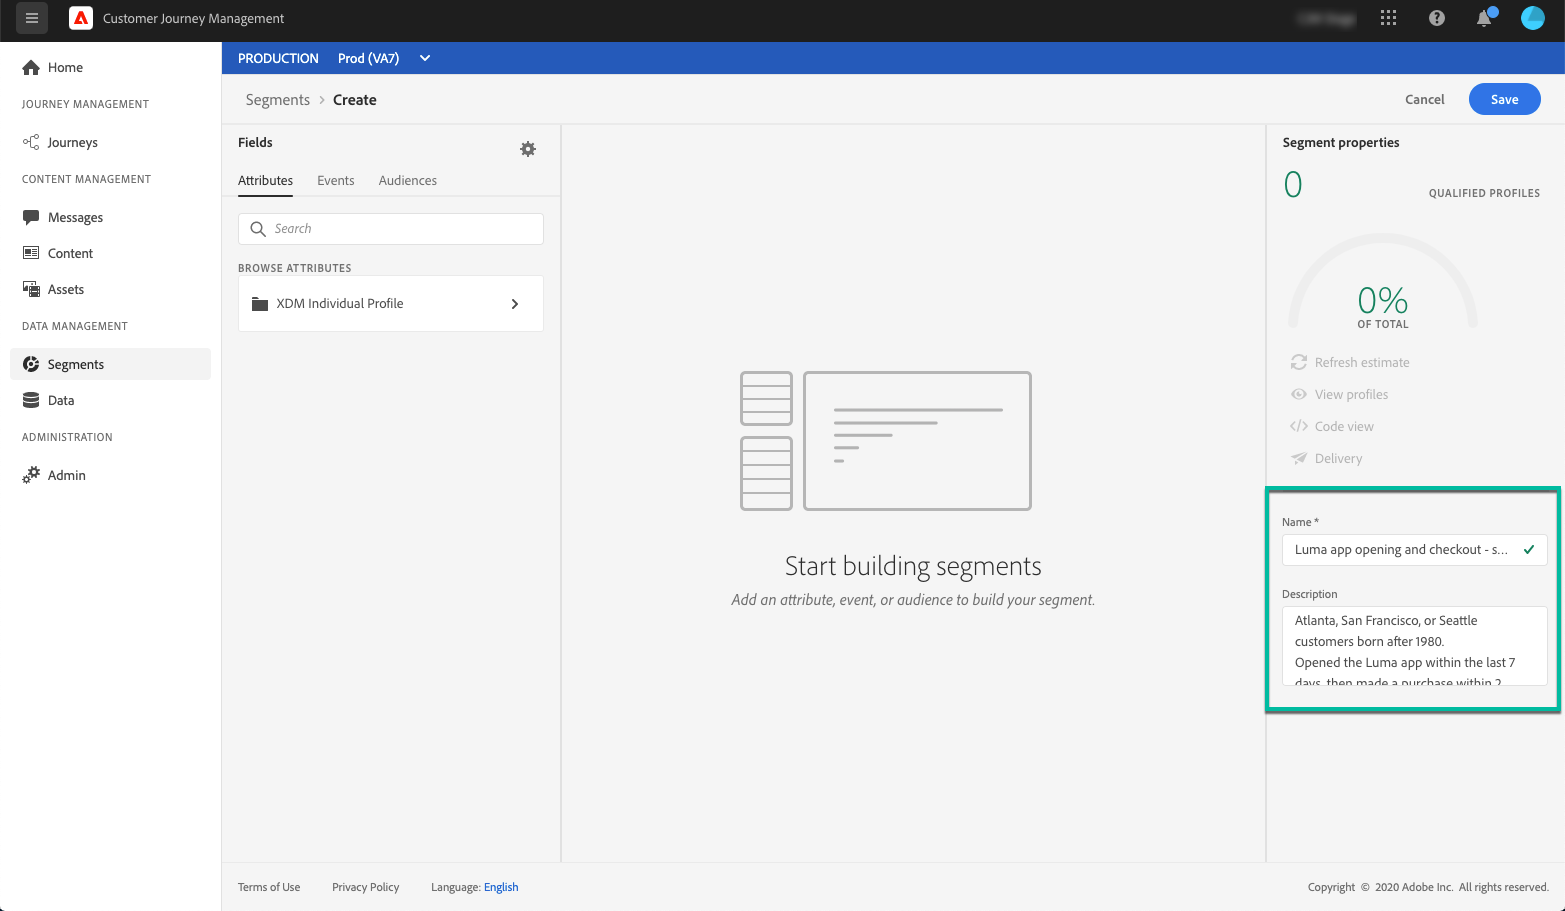 Customer Journey Management
PRODUCTION Prod (VA7)
Home
JOURNEY MANAGEMENT
Journeys
CONTENT MANAGEMENT
Messages
Content
Assets
DATA MANAGEMENT
Segments
Data
ADMINISTRATION
Admin
Segments > Create
Cancel
Save
Fields
Attributes
Events
Audiences
Search
BROWSE ATTRIBUTES
XDM Individual Profile
Start building segments
Add an attribute, event, or audience to build your segment.
Segment properties
0
QUALIFIED PROFILES
0%
OF TOTAL
Refresh estimate
View profiles
Code view
Delivery
Name *
Luma app opening and checkout - s...
Description
Atlanta, San Francisco, or Seattle
customers born after 1980.
Opened the Luma app within the last 7
days, then made a purchase within 2
Terms of Use
Privacy Policy
Language: English
Copyright © 2020 Adobe Inc. All rights reserved.